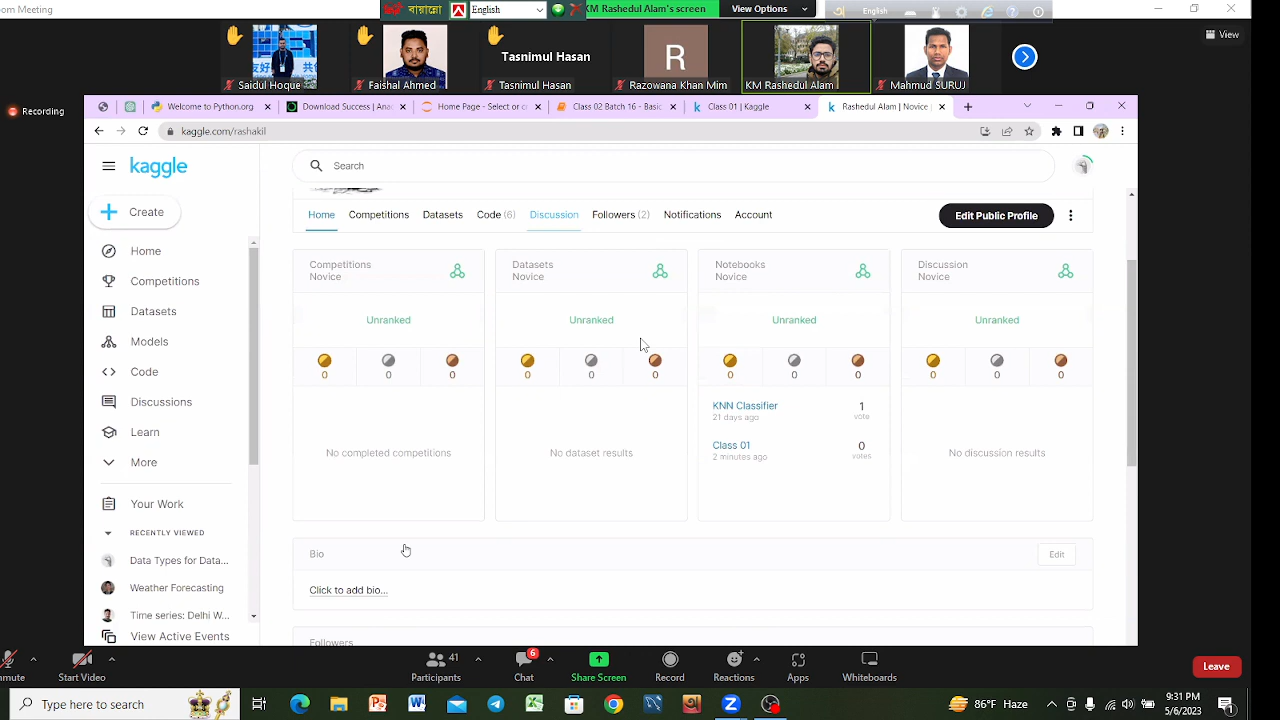 om Meeting
বাংলা
English
KM Rashedul Alam's screen
View Options
English
View
Saidul Hoque
Faishal Ahmed
Tasnimul Hasan
Tasnimul Hasan
R
Razowana Khan Min
KM Rashedul Alam
Mahmud SURUJ
Recording
Welcome to Python.org
Download Success | Ana
Home Page - Select or c
Class 02 Batch 16 - Basic
Class 01 | Kaggle
Rashedul Alam | Novice
kaggle.com/rashakil
kaggle
Search
Create
Home
Competitions
Datasets
Code (6)
Discussion
Followers (2)
Notifications
Account
Edit Public Profile
Home
Competitions
Datasets
Models
Code
Discussions
Learn
More
Your Work
RECENTLY VIEWED
Data Types for Data...
Weather Forecasting
Time series: Delhi W...
View Active Events
Competitions
Novice
Datasets
Novice
Notebooks
Novice
Discussion
Novice
Unranked
Unranked
Unranked
Unranked
0 0 0
0 0 0
0 0 0
0 0 0
No completed competitions
No dataset results
KNN Classifier
21 days ago
1
vote
Class 01
2 minutes ago
0
votes
No discussion results
Bio
Edit
Click to add bio...
Followers
nmute
Start Video
Participants
41
Chat
6
Share Screen
Record
Reactions
Apps
Whiteboards
Leave
Type here to search
86°F Haze
9:31 PM
5/6/2023